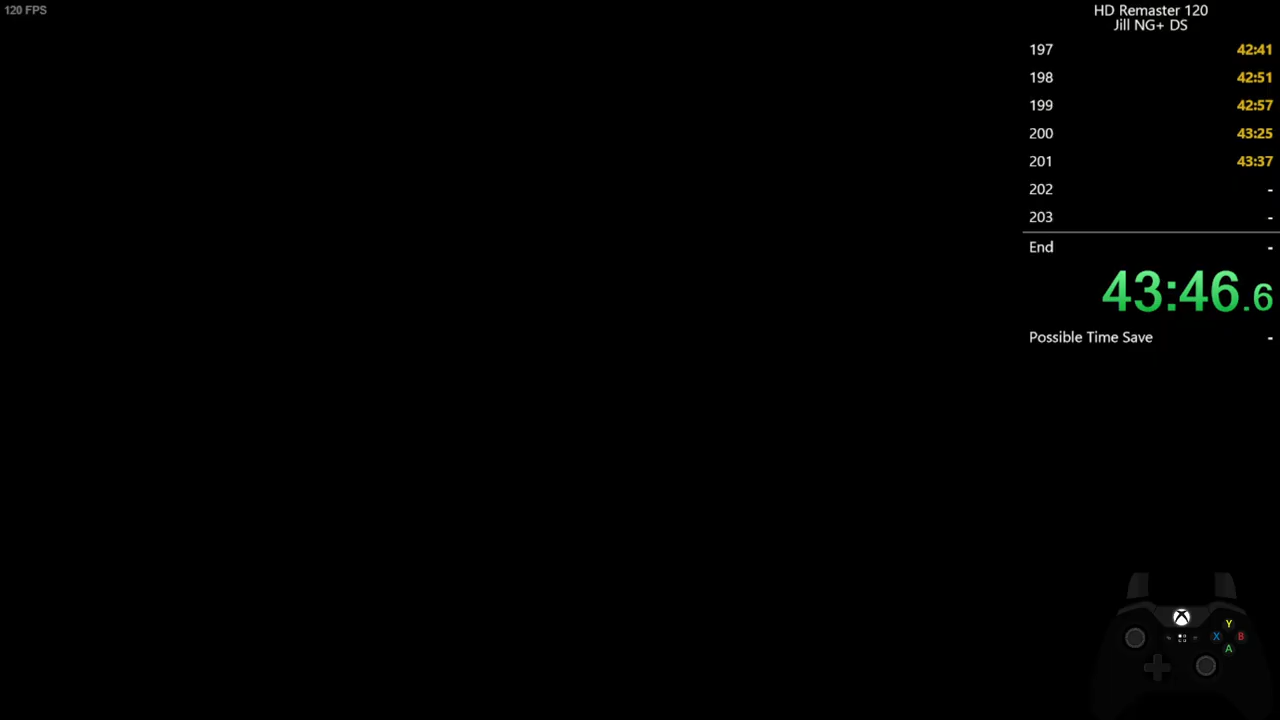 120 FPS
HD Remaster 120
Jill NG+ DS
197 42:41
198 42:51
199 42:57
200 43:25
201 43:37
202 -
203 -
End -
43:46.6
Possible Time Save -
Y
X B
A